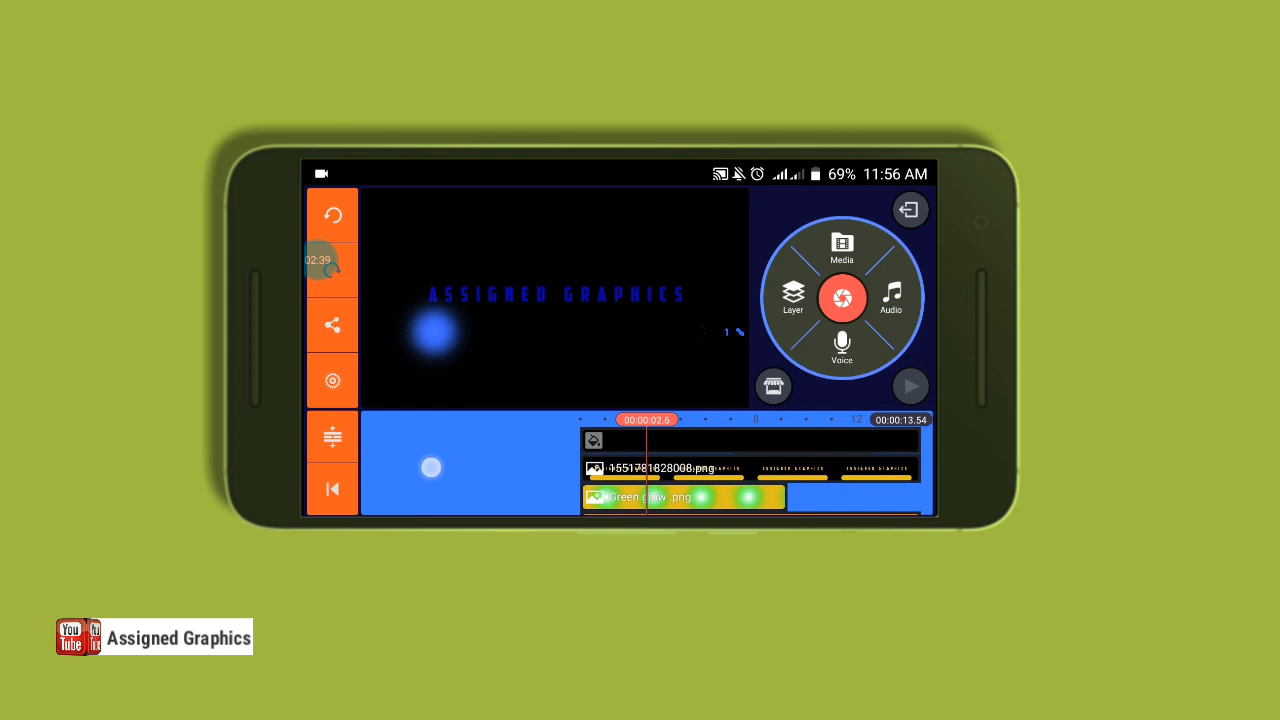 69% 11:56 AM
02:39
ASSIGNED GRAPHICS
1 %
Media
Layer
Audio
Voice
00:00:02.6
8
12
00:00:13.54
1551781828008.png
Green glow .png
You Tube
Assigned Graphics